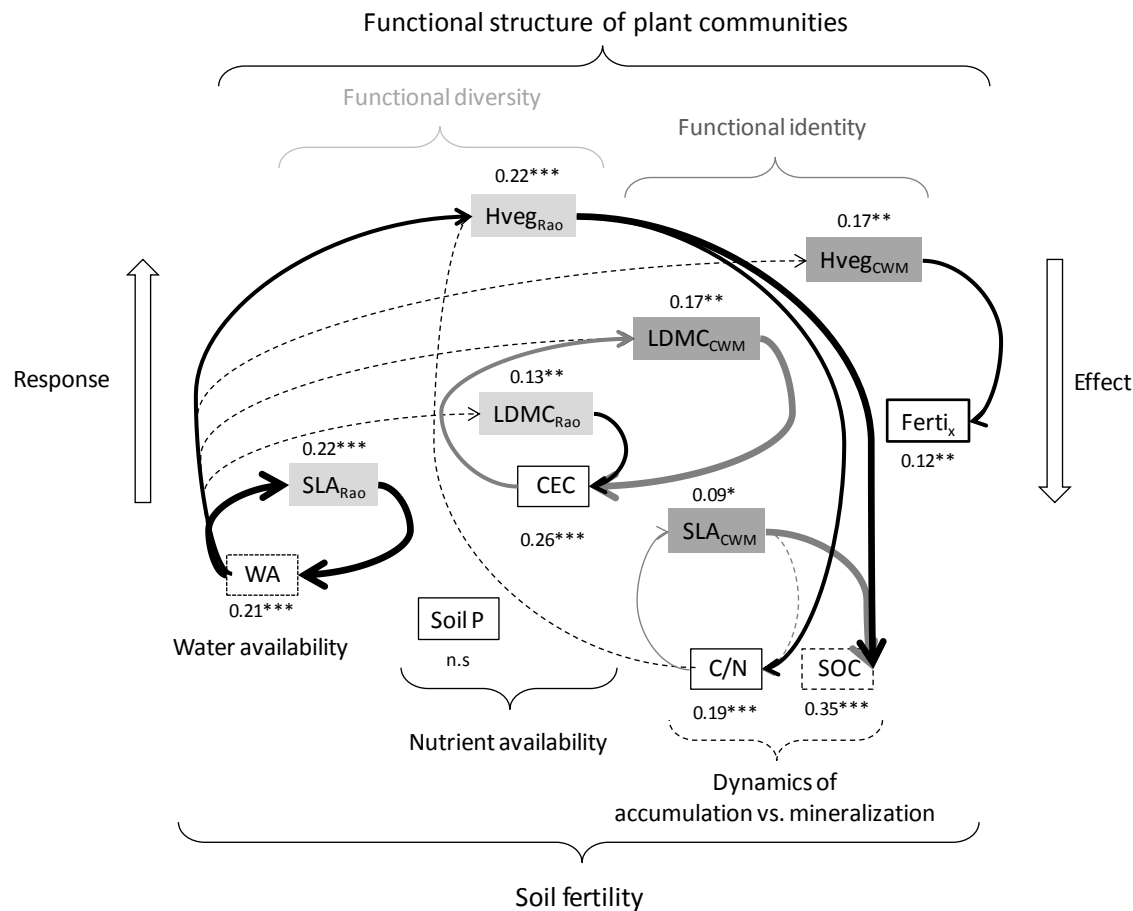 Functional structure of plant communities
Functional diversity
Functional identity
0.22***
HvegRao
0.17**
HvegCWM
0.17**
LDMCCWM
Response
0.13**
LDMCRao
Effect
Fertix
0.12**
0.22***
SLARao
CEC
0.26***
0.09*
SLACWM
WA
0.21***
Water availability
Soil P
n.s
C/N
SOC
0.19***
0.35***
Nutrient availability
Dynamics of
accumulation vs. mineralization
Soil fertility